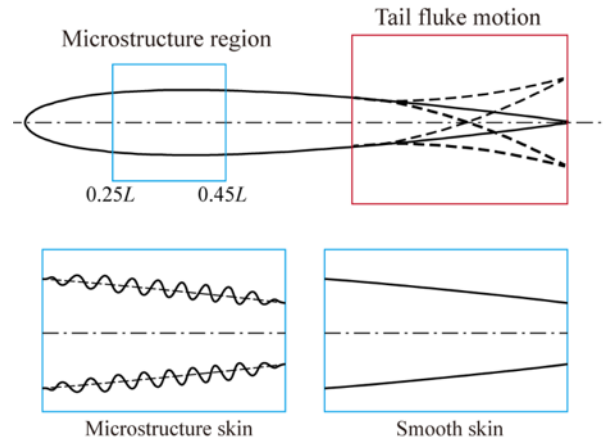 Tail fluke motion
Microstructure region
0.25L
0.45L
Microstructure skin
Smooth skin